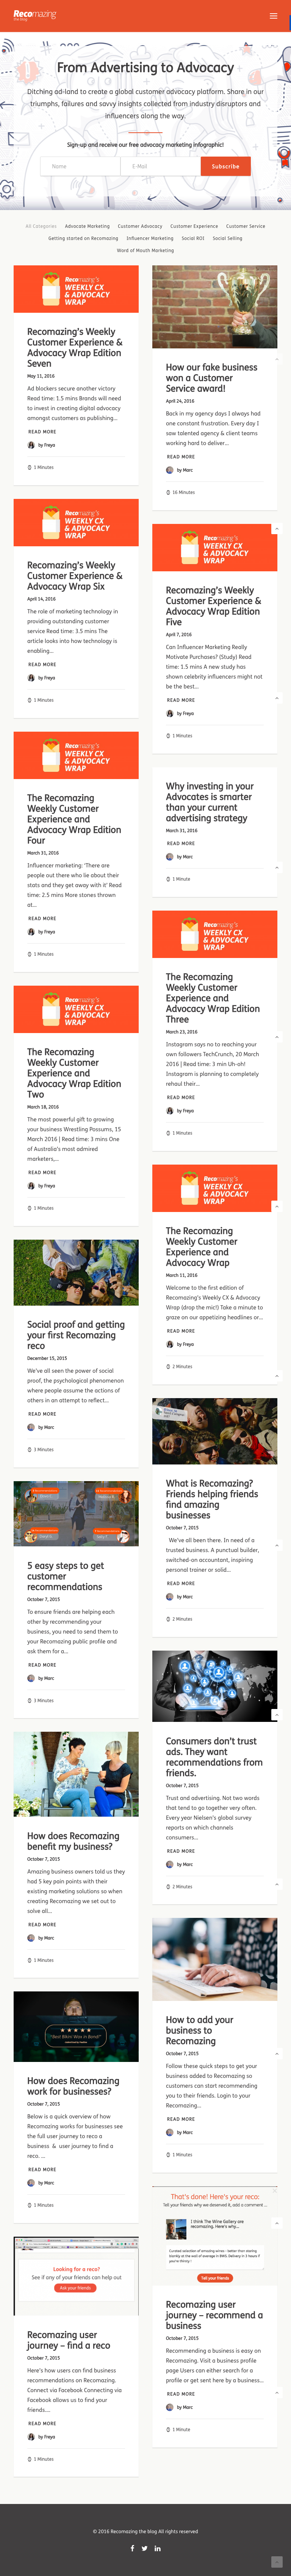 Recomazing
the blog
From Advertising to Advocacy
Ditching ad-land to create a global customer advocacy platform. Share in our
triumphs, failures and savvy insights collected from industry disruptors and
influencers along the way.
Sign-up and receive our free advocacy marketing infographic!
Name
E-Mail
Subscribe
All Categories
Advocate Marketing
Customer Advocacy
Customer Experience
Customer Service
Getting started on Recomazing
Influencer Marketing
Social ROI
Social Selling
Word of Mouth Marketing
Recomazing's
WEEKLY CX
& ADVOCACY
WRAP
Recomazing's Weekly
Customer Experience &
Advocacy Wrap Edition
Seven
May 11, 2016
Ad blockers secure another victory
Read time: 1.5 mins Brands will need
to invest in creating digital advocacy
amongst customers as publishing...
READ MORE
by Freya
1 Minutes
Recomazing's
WEEKLY CX
& ADVOCACY
WRAP
Recomazing's Weekly
Customer Experience &
Advocacy Wrap Six
April 14, 2016
The role of marketing technology in
providing outstanding customer
service Read time: 3.5 mins The
article looks into how technology is
enabling...
READ MORE
by Freya
1 Minutes
Recomazing's
WEEKLY CX
& ADVOCACY
WRAP
The Recomazing
Weekly Customer
Experience and
Advocacy Wrap Edition
Four
March 31, 2016
Influencer marketing: 'There are
people out there who lie about their
stats and they get away with it' Read
time: 2.5 mins More stones thrown
at...
READ MORE
by Freya
1 Minutes
Recomazing's
WEEKLY CX
& ADVOCACY
WRAP
The Recomazing
Weekly Customer
Experience and
Advocacy Wrap Edition
Two
March 18, 2016
The most powerful gift to growing
your business Wrestling Possums, 15
March 2016 | Read time: 3 mins One
of Australia's most admired
marketers,...
READ MORE
by Freya
1 Minutes
Social proof and getting
your first Recomazing
reco
December 15, 2015
We've all seen the power of social
proof, the psychological phenomenon
where people assume the actions of
others in an attempt to reflect...
READ MORE
by Marc
3 Minutes
5 easy steps to get
customer
recommendations
October 7, 2015
To ensure friends are helping each
other by recommending your
business, you need to send them to
your Recomazing public profile and
ask them for a...
READ MORE
by Marc
3 Minutes
How does Recomazing
benefit my business?
October 7, 2015
Amazing business owners told us they
had 5 key pain points with their
existing marketing solutions so when
creating Recomazing we set out to
solve all...
READ MORE
by Marc
1 Minutes
How does Recomazing
work for businesses?
October 7, 2015
Below is a quick overview of how
Recomazing works for businesses see
the full user journey to reco a
business & user journey to find a
reco. ...
READ MORE
by Marc
1 Minutes
Looking for a reco?
See if any of your friends can help out
Ask your friends
Recomazing user
journey – find a reco
October 7, 2015
Here's how users can find business
recommendations on Recomazing.
Connect via Facebook Connecting via
Facebook allows us to find your
friends....
READ MORE
by Freya
1 Minutes
How our fake business
won a Customer
Service award!
April 24, 2016
Back in my agency days I always had
one constant frustration. Every day I
saw talented agency & client teams
working hard to deliver...
READ MORE
by Marc
16 Minutes
Recomazing's
WEEKLY CX
& ADVOCACY
WRAP
Recomazing's Weekly
Customer Experience &
Advocacy Wrap Edition
Five
April 7, 2016
Can Influencer Marketing Really
Motivate Purchases? (Study) Read
time: 1.5 mins A new study has
shown celebrity influencers might not
be the best...
READ MORE
by Freya
1 Minutes
Why investing in your
Advocates is smarter
than your current
advertising strategy
March 31, 2016
READ MORE
by Marc
1 Minute
Recomazing's
WEEKLY CX
& ADVOCACY
WRAP
The Recomazing
Weekly Customer
Experience and
Advocacy Wrap Edition
Three
March 23, 2016
Instagram says no to reaching your
own followers TechCrunch, 20 March
2016 | Read time: 3 min Uh-oh!
Instagram is planning to completely
rehaul their...
READ MORE
by Freya
1 Minutes
Recomazing's
WEEKLY CX
& ADVOCACY
WRAP
The Recomazing
Weekly Customer
Experience and
Advocacy Wrap
March 11, 2016
Welcome to the first edition of
Recomazing's Weekly CX & Advocacy
Wrap (drop the mic!) Take a minute to
graze on our appetizing headlines or...
READ MORE
by Freya
2 Minutes
What is Recomazing?
Friends helping friends
find amazing
businesses
October 7, 2015
We've all been there: In need of a
trusted business. A punctual builder,
switched-on accountant, inspiring
personal trainer or solid...
READ MORE
by Marc
2 Minutes
Consumers don't trust
ads. They want
recommendations from
friends.
October 7, 2015
Trust and advertising. Not two words
that tend to go together very often.
Every year Nielsen's global survey
reports on which channels
consumers...
READ MORE
by Marc
2 Minutes
How to add your
business to
Recomazing
October 7, 2015
Follow these quick steps to get your
business added to Recomazing so
customers can start recommending
you to their friends. Login to your
Recomazing...
READ MORE
by Marc
1 Minutes
That's done! Here's your reco:
Tell your friends why we deserved it, add a comment ...
I think The Wine Gallery are
recomazing. Here's why...
Tell your friends
Recomazing user
journey – recommend a
business
October 7, 2015
Recommending a business is easy on
Recomazing. Visit a business profile
page Users can either search for a
profile or get sent here by a business...
READ MORE
by Marc
1 Minute
© 2016 Recomazing the blog All rights reserved